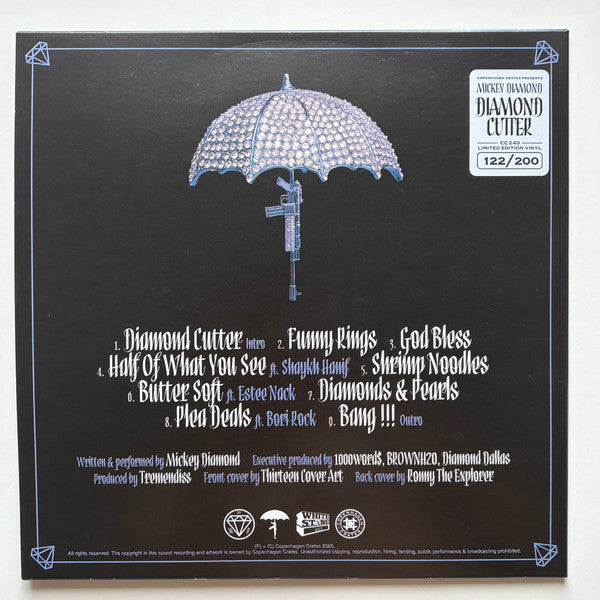 COPENHAGEN CRATES PRESENTS
MICKEY DIAMOND
DIAMOND
CUTTER
CC240
LIMITED EDITION VINYL
122/200
1. Diamond Cutter Intro 2. Funny Rings 3. God Bless
4. Half Of What You See ft. Shaykh Hanif 5. Shrimp Noodles
6. Butter Soft ft. Estee Nack 7. Diamonds & Pearls
8. Plea Deals ft. Bori Rock 9. Bang !!! Outro
Written & performed by Mickey Diamond Executive produced by 1000word$, BROWNH2O, Diamond Dallas
Produced by Tremendiss Front cover by Thirteen Cover Art Back cover by Ronny The Explorer
WHITE
(P) + (C) Copenhagen Crates 2025.
All rights reserved. The copyright in this sound recording and artwork is owned by Copenhagen Crates. Unauthorized copying, reproduction, hiring, lending, public performance & broadcasting prohibited.